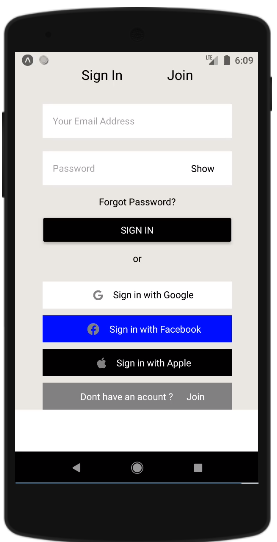 LTE 6:09
Sign In Join
Your Email Address
Password Show
Forgot Password?
SIGN IN
or
G Sign in with Google
Sign in with Facebook
Sign in with Apple
Dont have an acount ? Join